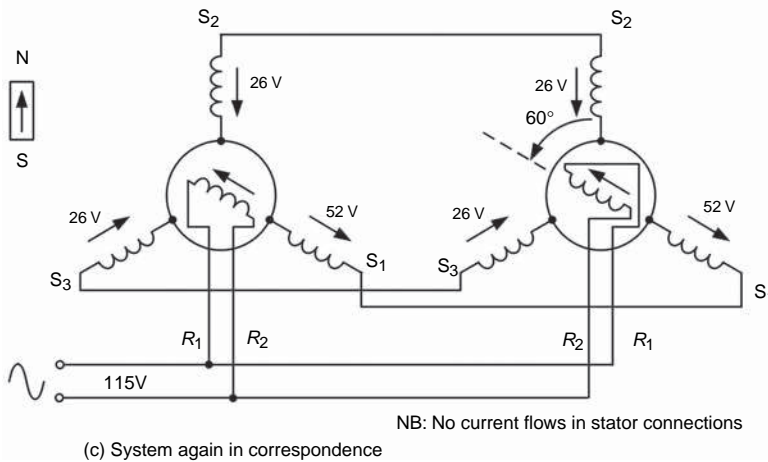 S2
S2
N
S
26 V
26 V
60°
26 V
52 V
26 V
52 V
S3
S1
S3
S
R1
R2
R2
R1
115V
NB: No current flows in stator connections
(c) System again in correspondence